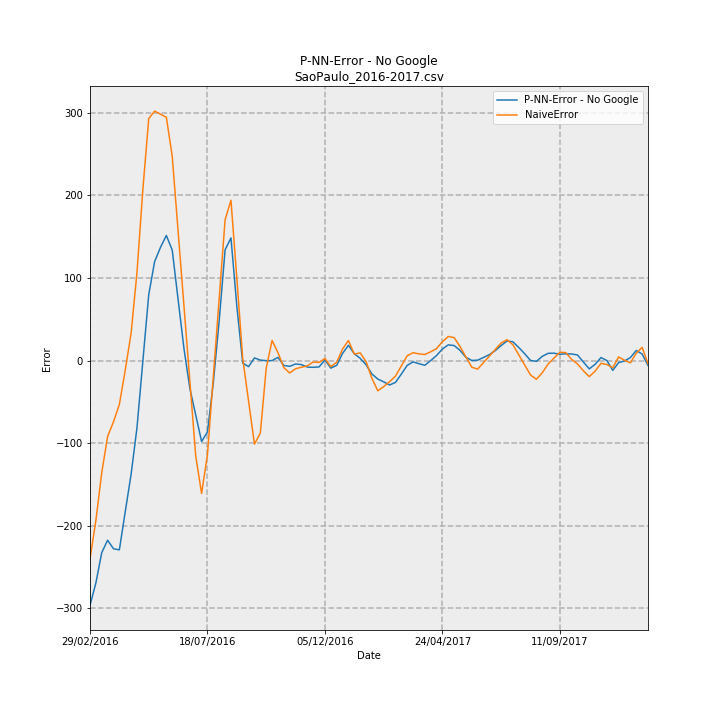 P-NN-Error - No Google
SaoPaulo_2016-2017.csv
P-NN-Error - No Google
NaiveError
300
200
100
0
−100
−200
−300
Error
29/02/2016
18/07/2016
05/12/2016
24/04/2017
11/09/2017
Date